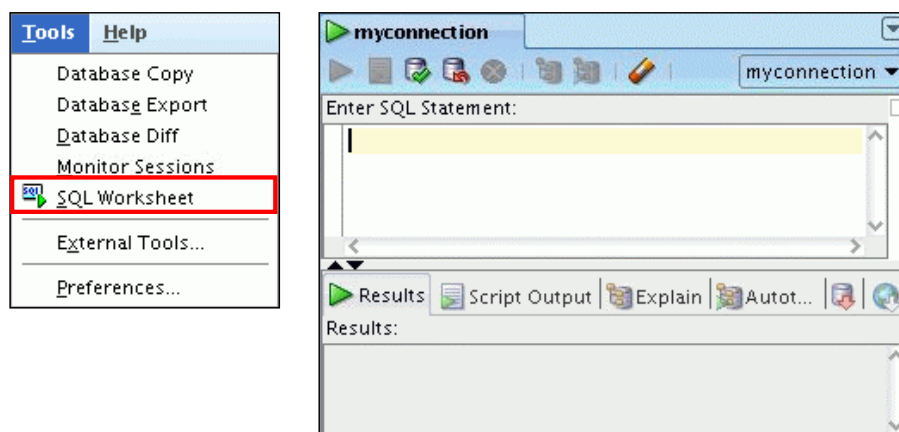 Tools Help
Database Copy
Database Export
Database Diff
Monitor Sessions
SQL
SQL Worksheet
External Tools...
Preferences...
myconnection
myconnection
Enter SQL Statement:
Results Script Output Explain Autot...
Results: